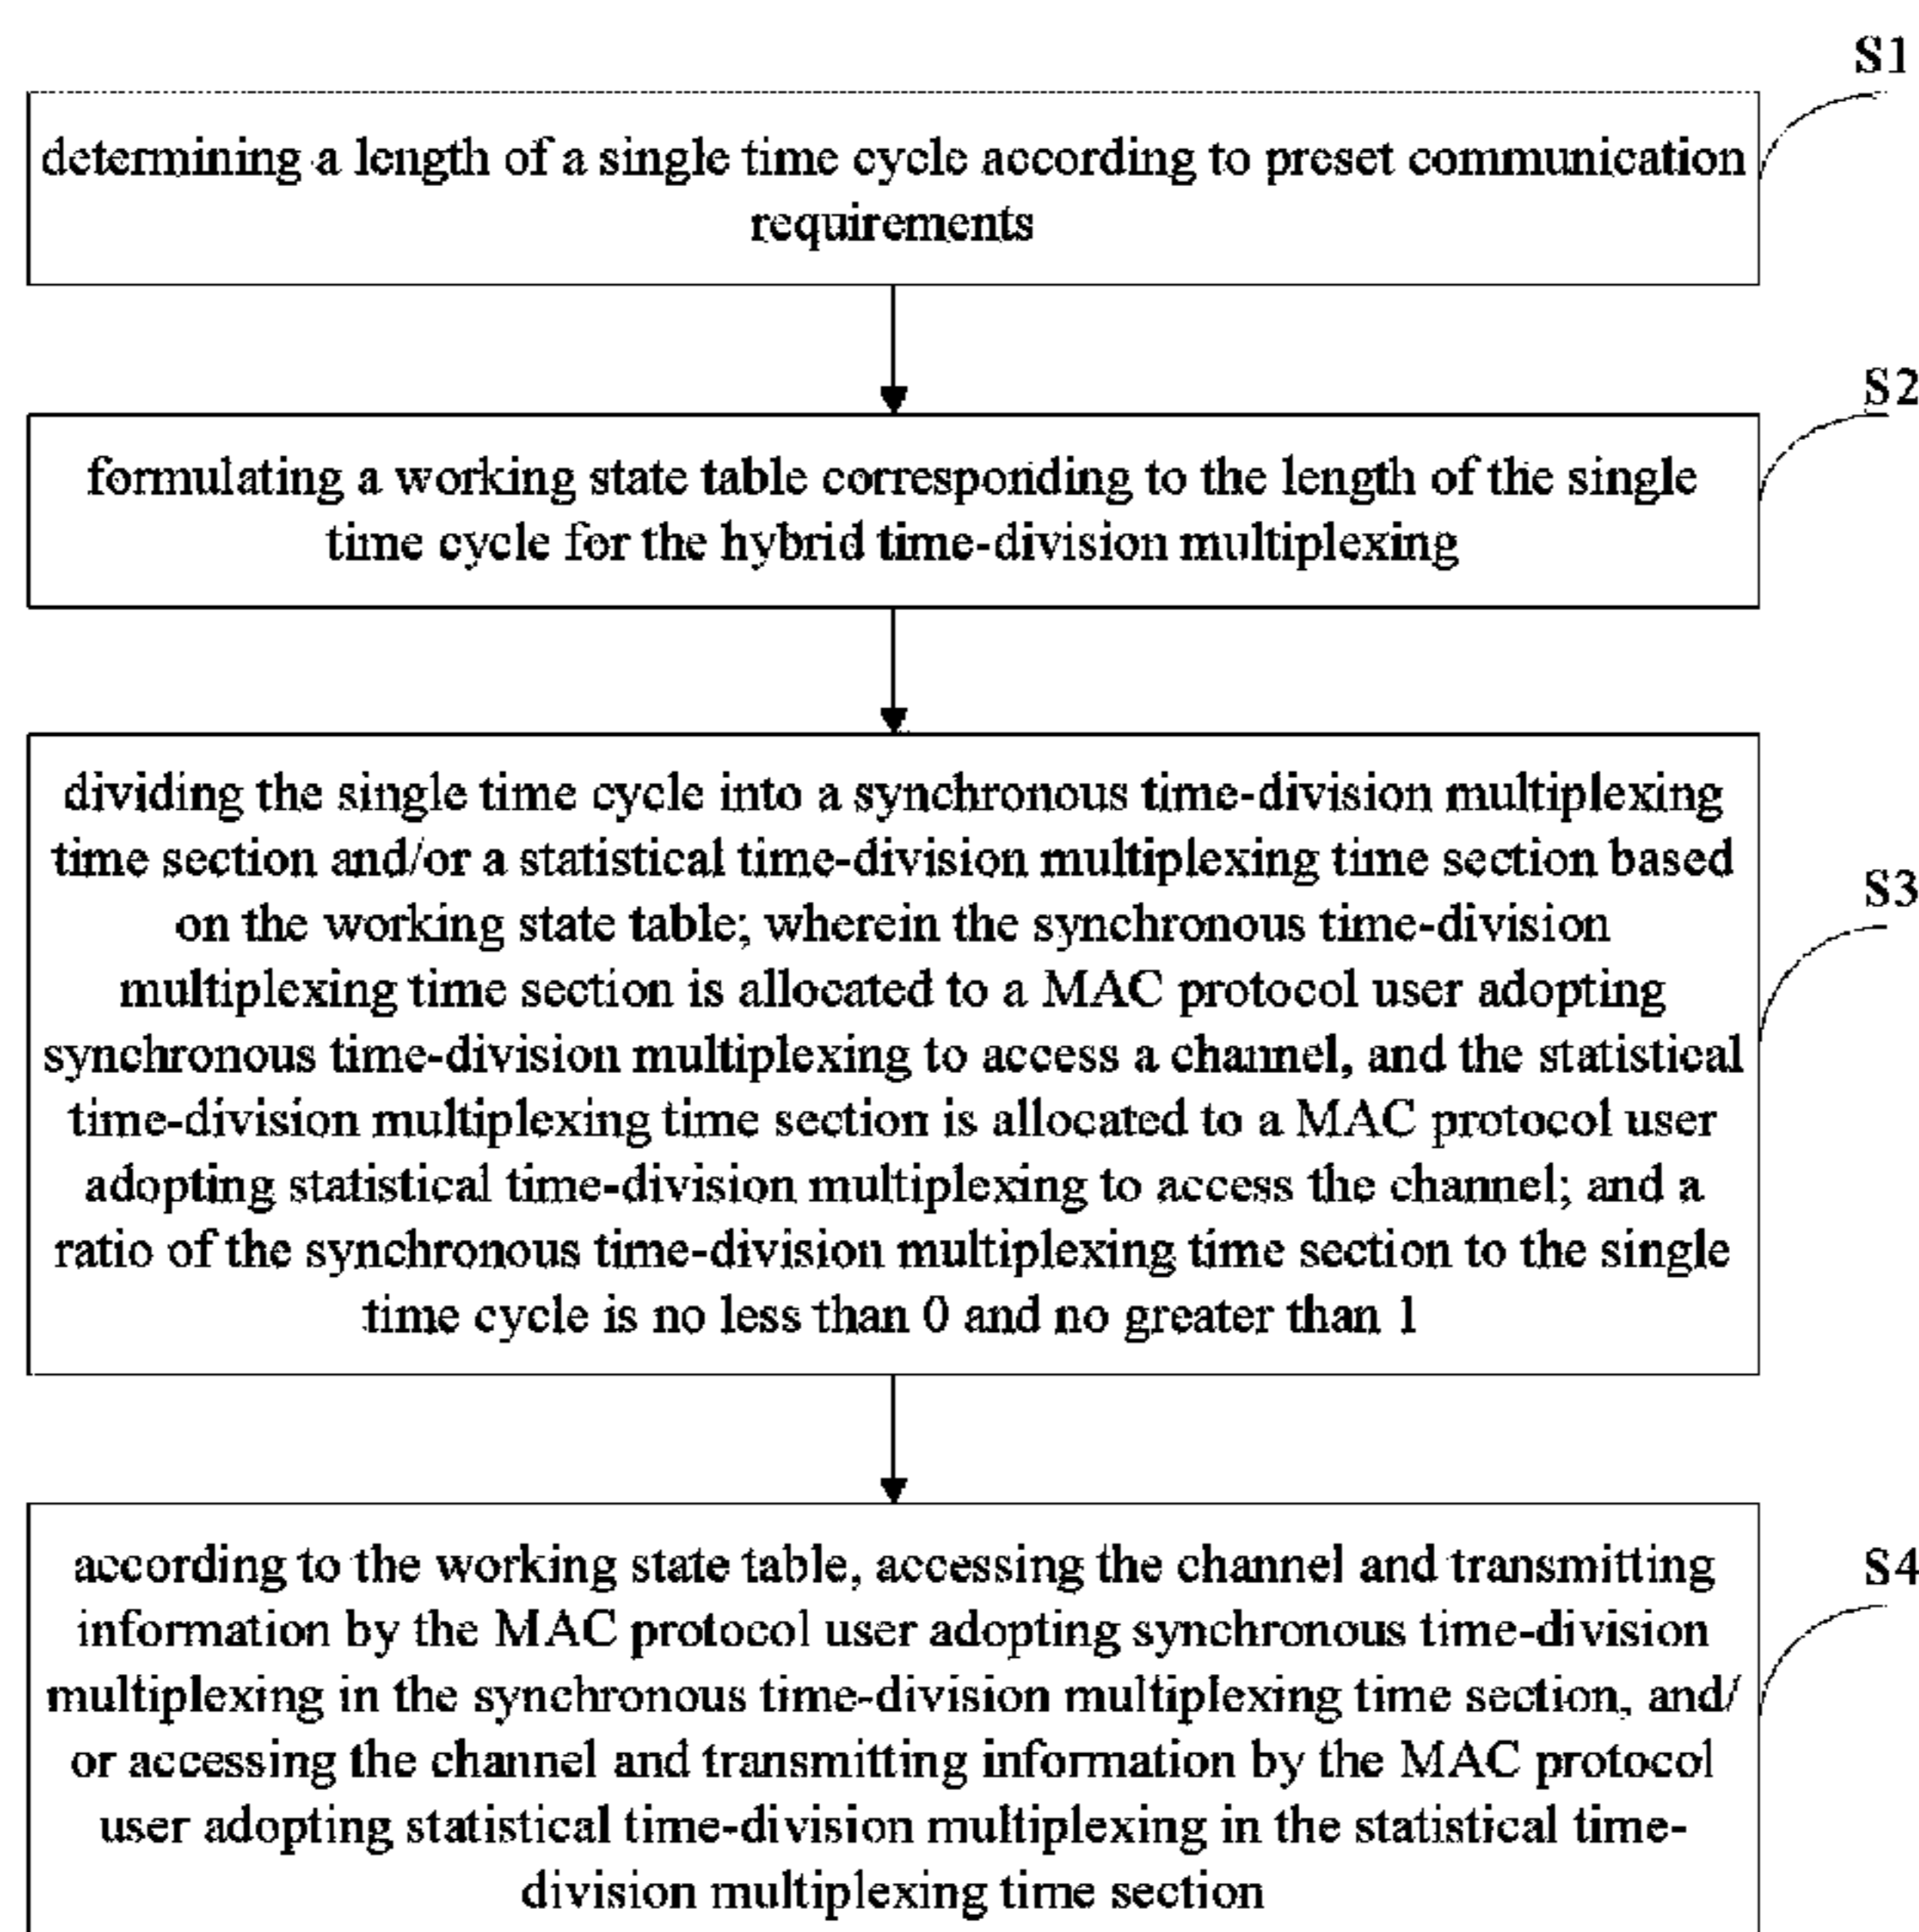 S1
determining a length of a single time cycle according to preset communication
requirements
S2
formulating a working state table corresponding to the length of the single
time cycle for the hybrid time-division multiplexing
dividing the single time cycle into a synchronous time-division multiplexing
time section and/or a statistical time-division multiplexing time section based
on the working state table; wherein the synchronous time-division
multiplexing time section is allocated to a MAC protocol user adopting
synchronous time-division multiplexing to access a channel, and the statistical
time-division multiplexing time section is allocated to a MAC protocol user
adopting statistical time-division multiplexing to access the channel; and a
ratio of the synchronous time-division multiplexing time section to the single
time cycle is no less than 0 and no greater than 1
S3
according to the working state table, accessing the channel and transmitting
information by the MAC protocol user adopting synchronous time-division
multiplexing in the synchronous time-division multiplexing time section, and/
or accessing the channel and transmitting information by the MAC protocol
user adopting statistical time-division multiplexing in the statistical time-
division multiplexing time section
S4